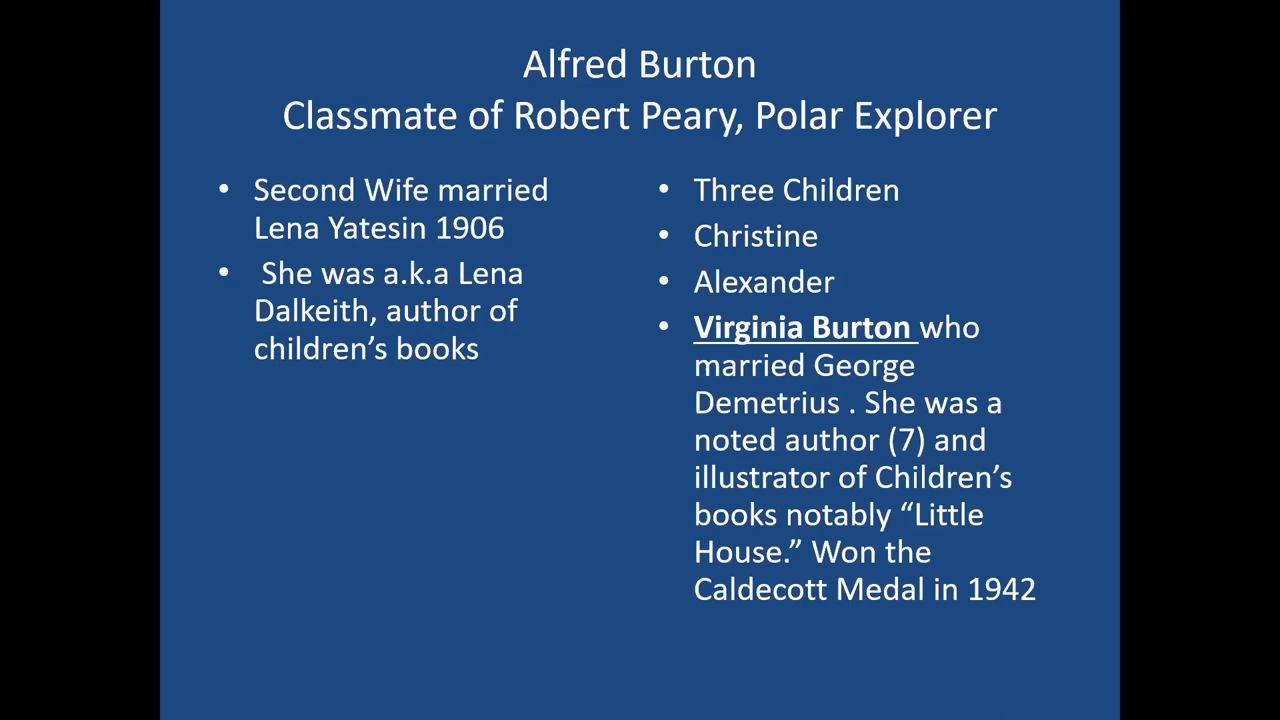 Alfred Burton
Classmate of Robert Peary, Polar Explorer
• Second Wife married
Lena Yatesin 1906
• She was a.k.a Lena
Dalkeith, author of
children’s books
• Three Children
• Christine
• Alexander
• Virginia Burton who
married George
Demetrius . She was a
noted author (7) and
illustrator of Children’s
books notably “Little
House.” Won the
Caldecott Medal in 1942